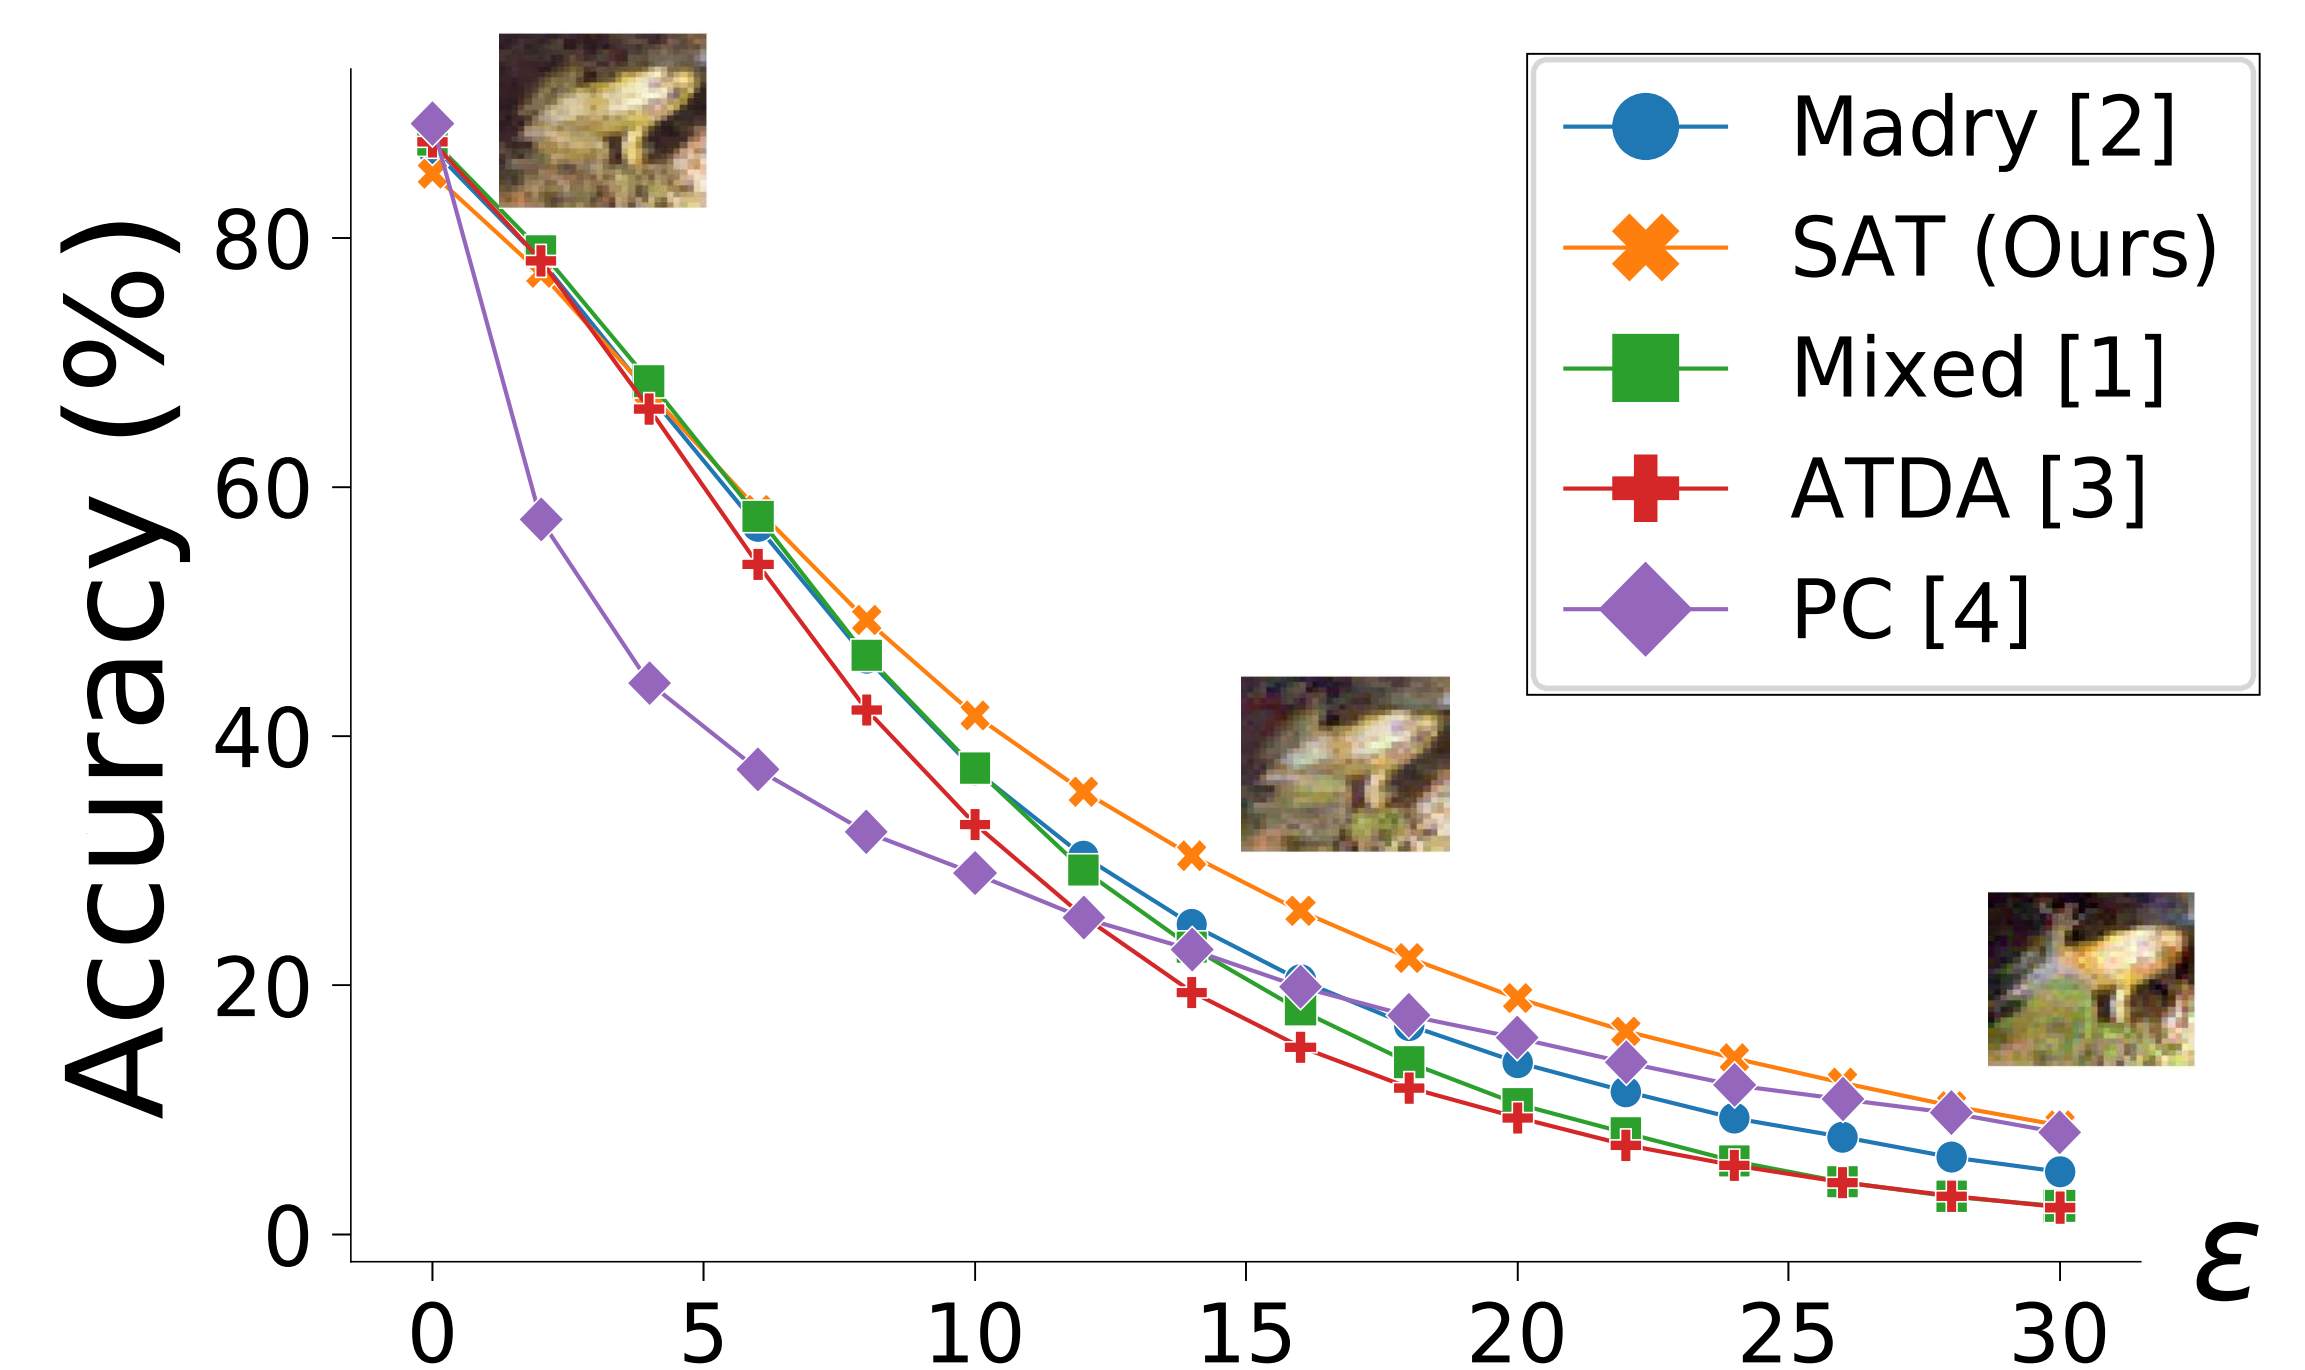 Madry [2]
SAT (Ours)
Mixed [1]
ATDA [3]
PC [4]
Accuracy (%)
80
60
40
20
0
0 5 10 15 20 25 30
ε